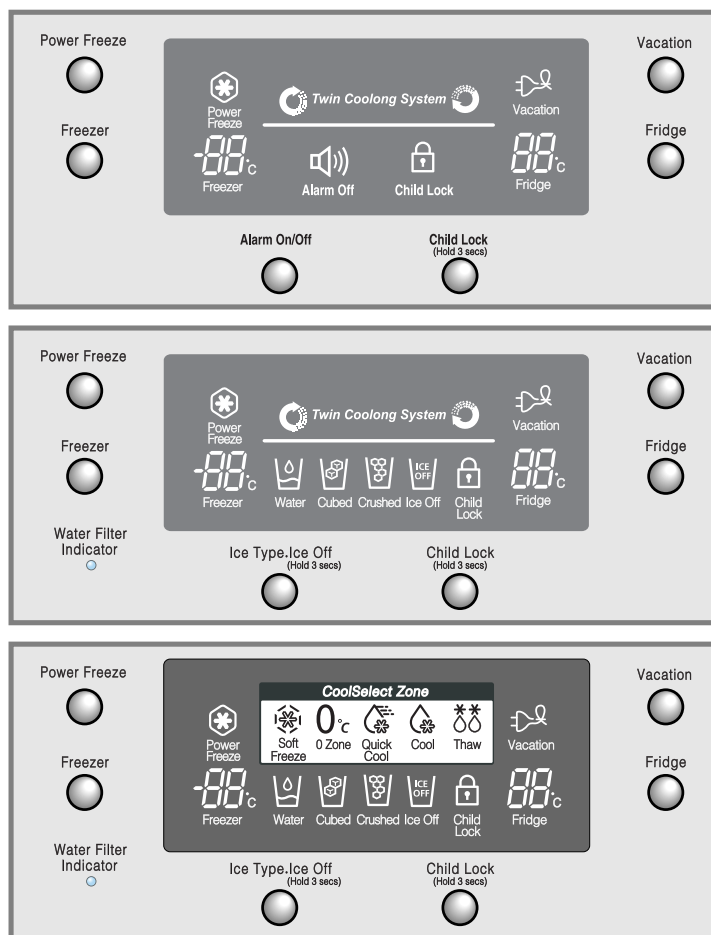 Power Freeze
Vacation
Power
Freeze
Twin Coolong System
Vacation
Freezer
Fridge
-88°c
88°c
Freezer
Alarm Off
Child Lock
Fridge
Alarm On/Off
Child Lock
(Hold 3 secs)
Power Freeze
Vacation
Power
Freeze
Twin Coolong System
Vacation
Freezer
Fridge
-88°c
ICE
OFF
88°c
Freezer
Water
Cubed
Crushed
Ice Off
Child
Lock
Fridge
Water Filter
Indicator
Ice Type.Ice Off
(Hold 3 secs)
Child Lock
(Hold 3 secs)
Power Freeze
Vacation
CoolSelect Zone
0°c
Power
Freeze
Soft
Freeze
0 Zone
Quick
Cool
Cool
Thaw
Vacation
Freezer
Fridge
-88°c
ICE
OFF
88°c
Freezer
Water
Cubed
Crushed
Ice Off
Child
Lock
Fridge
Water Filter
Indicator
Ice Type.Ice Off
(Hold 3 secs)
Child Lock
(Hold 3 secs)